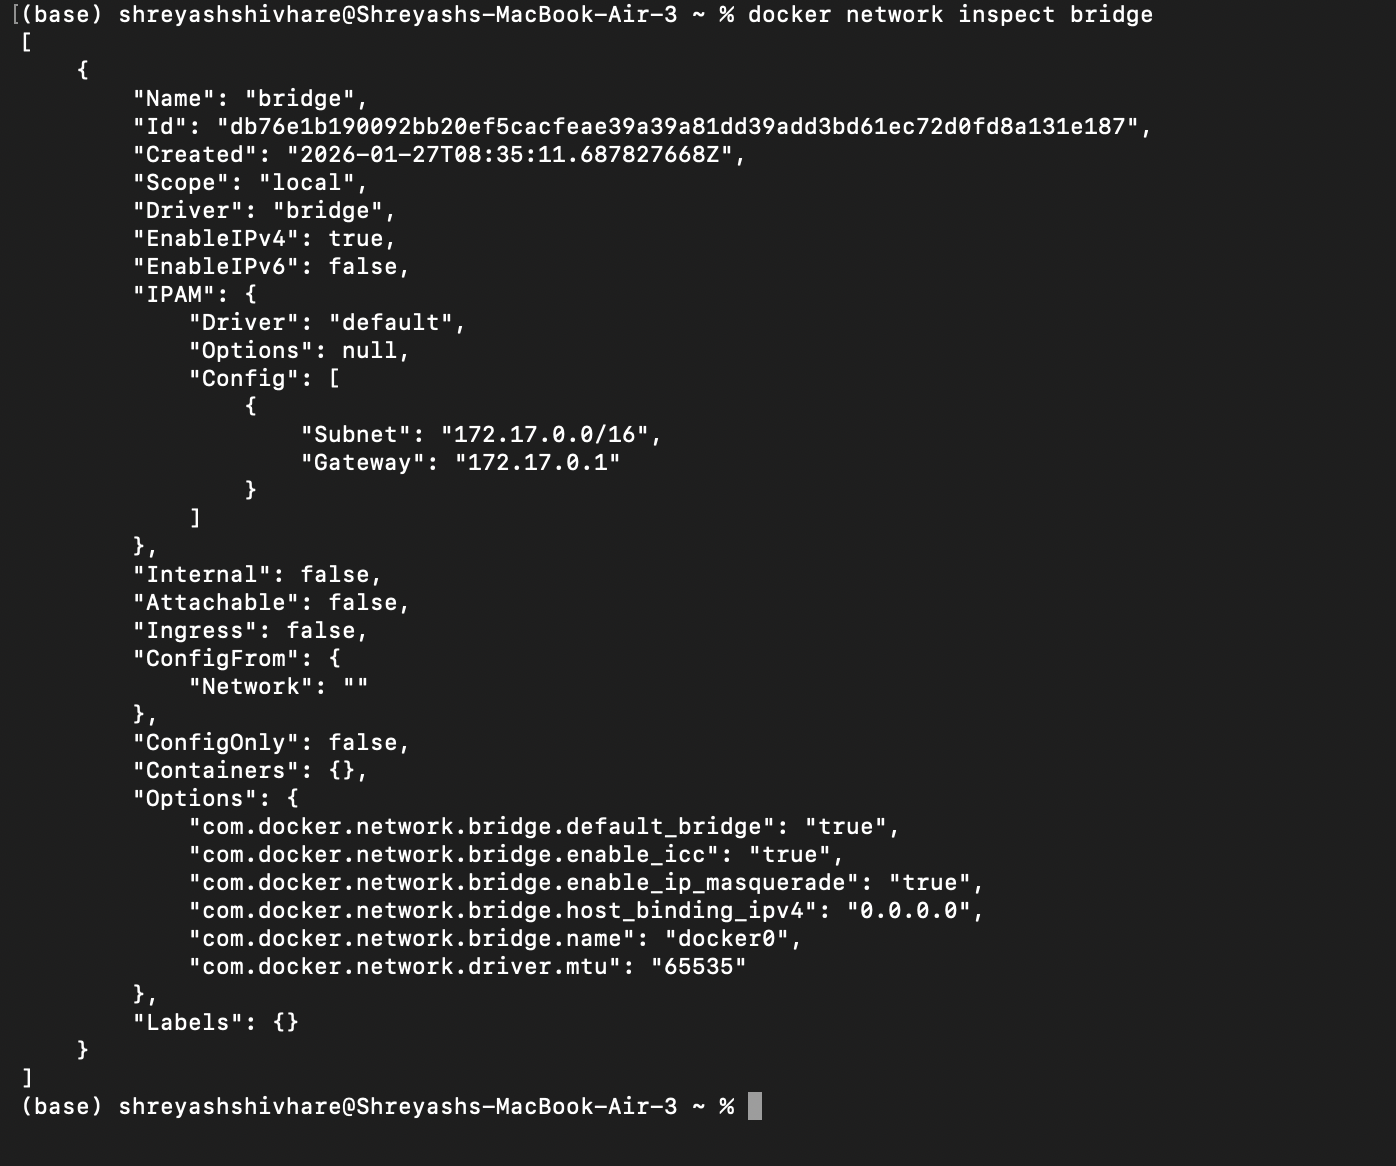 [(base) shreyashshivhare@Shreyashs-MacBook-Air-3 ~ % docker network inspect bridge
[
    {
        "Name": "bridge",
        "Id": "db76e1b190092bb20ef5cacfeae39a39a81dd39add3bd61ec72d0fd8a131e187",
        "Created": "2026-01-27T08:35:11.687827668Z",
        "Scope": "local",
        "Driver": "bridge",
        "EnableIPv4": true,
        "EnableIPv6": false,
        "IPAM": {
            "Driver": "default",
            "Options": null,
            "Config": [
                {
                    "Subnet": "172.17.0.0/16",
                    "Gateway": "172.17.0.1"
                }
            ]
        },
        "Internal": false,
        "Attachable": false,
        "Ingress": false,
        "ConfigFrom": {
            "Network": ""
        },
        "ConfigOnly": false,
        "Containers": {},
        "Options": {
            "com.docker.network.bridge.default_bridge": "true",
            "com.docker.network.bridge.enable_icc": "true",
            "com.docker.network.bridge.enable_ip_masquerade": "true",
            "com.docker.network.bridge.host_binding_ipv4": "0.0.0.0",
            "com.docker.network.bridge.name": "docker0",
            "com.docker.network.driver.mtu": "65535"
        },
        "Labels": {}
    }
]
(base) shreyashshivhare@Shreyashs-MacBook-Air-3 ~ %